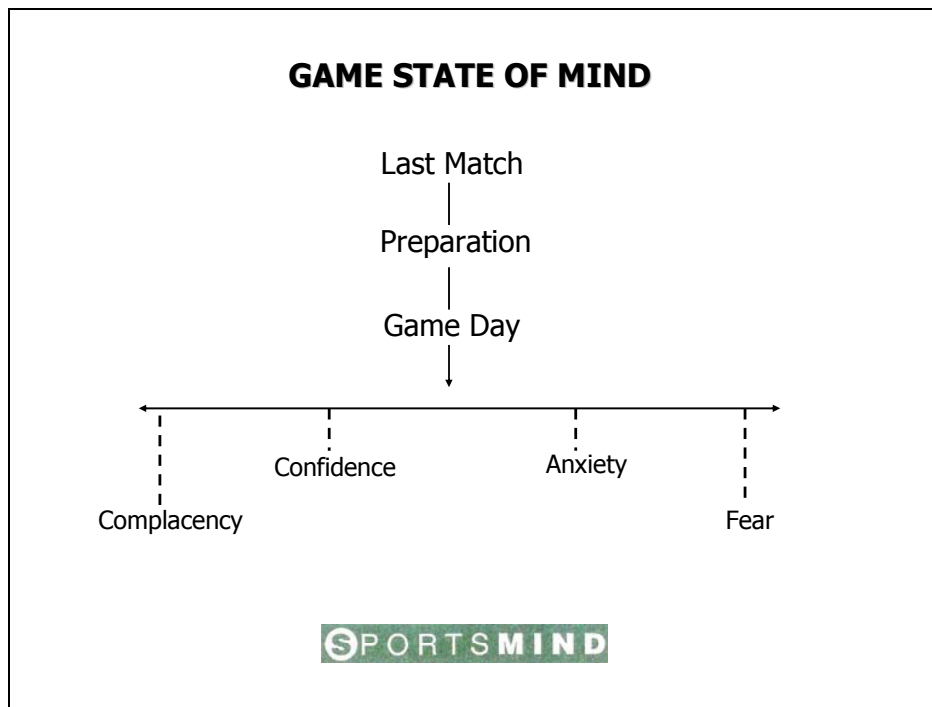 GAME STATE OF MIND
Last Match
Preparation
Game Day
Confidence
Anxiety
Complacency
Fear
SPORTSMIND